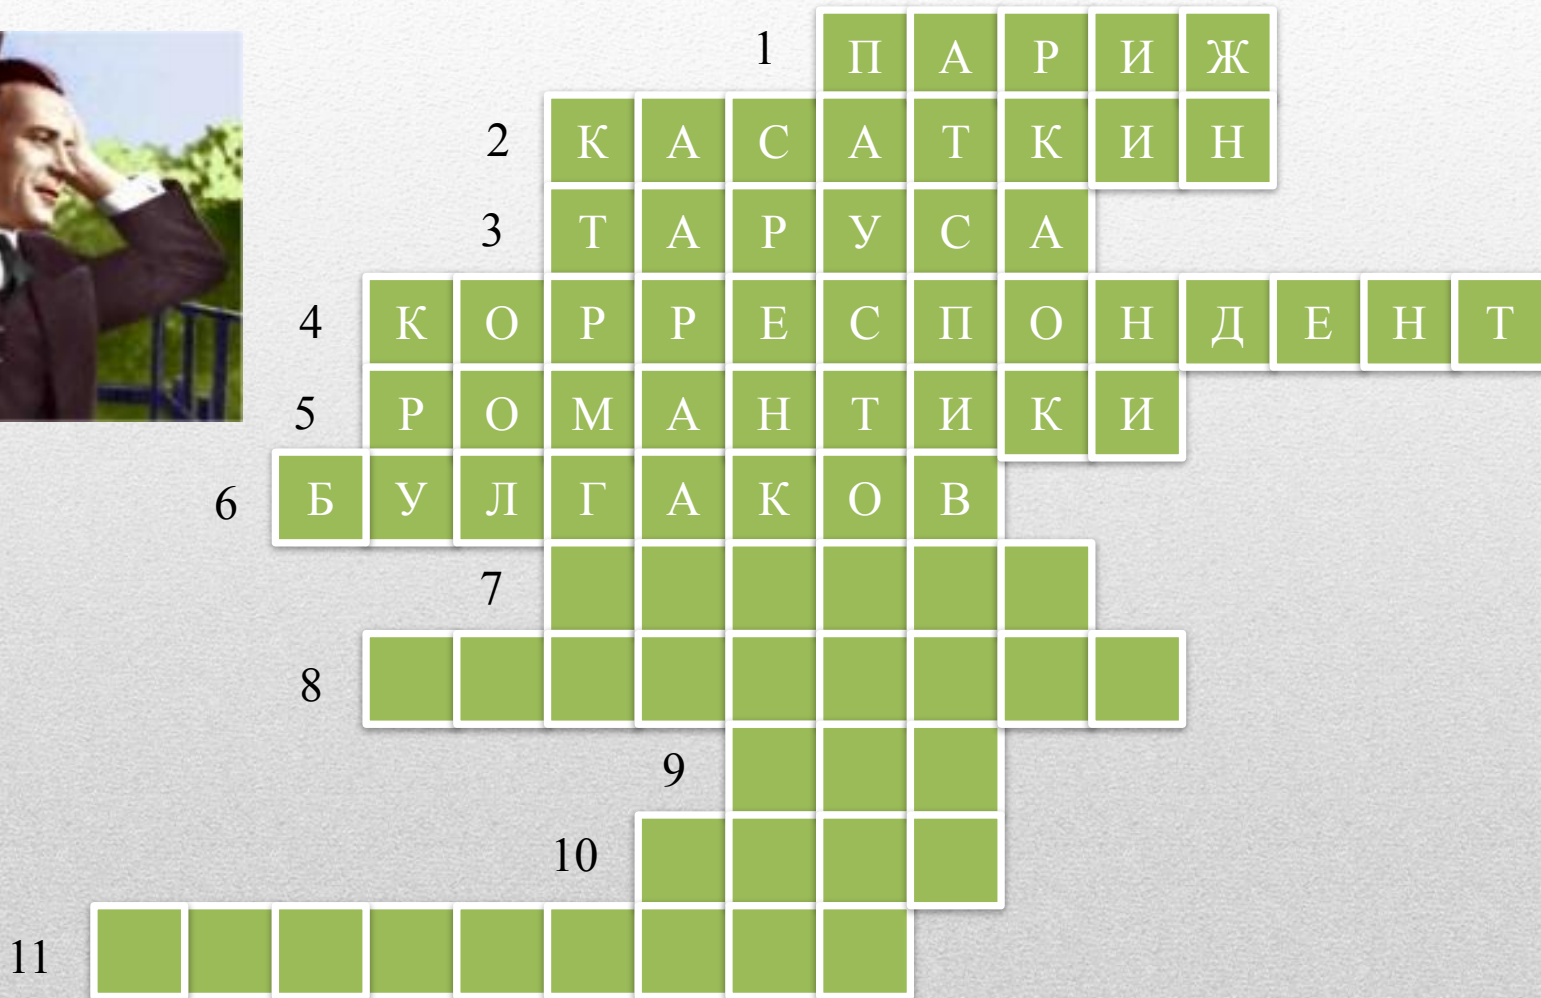 1 ПАРИЖ
2 КАСАТКИН
3 ТАРУСА
4 КОРРЕСПОНДЕНТ
5 РОМАНТИКИ
6 БУЛГАКОВ
7
8
9
10
11